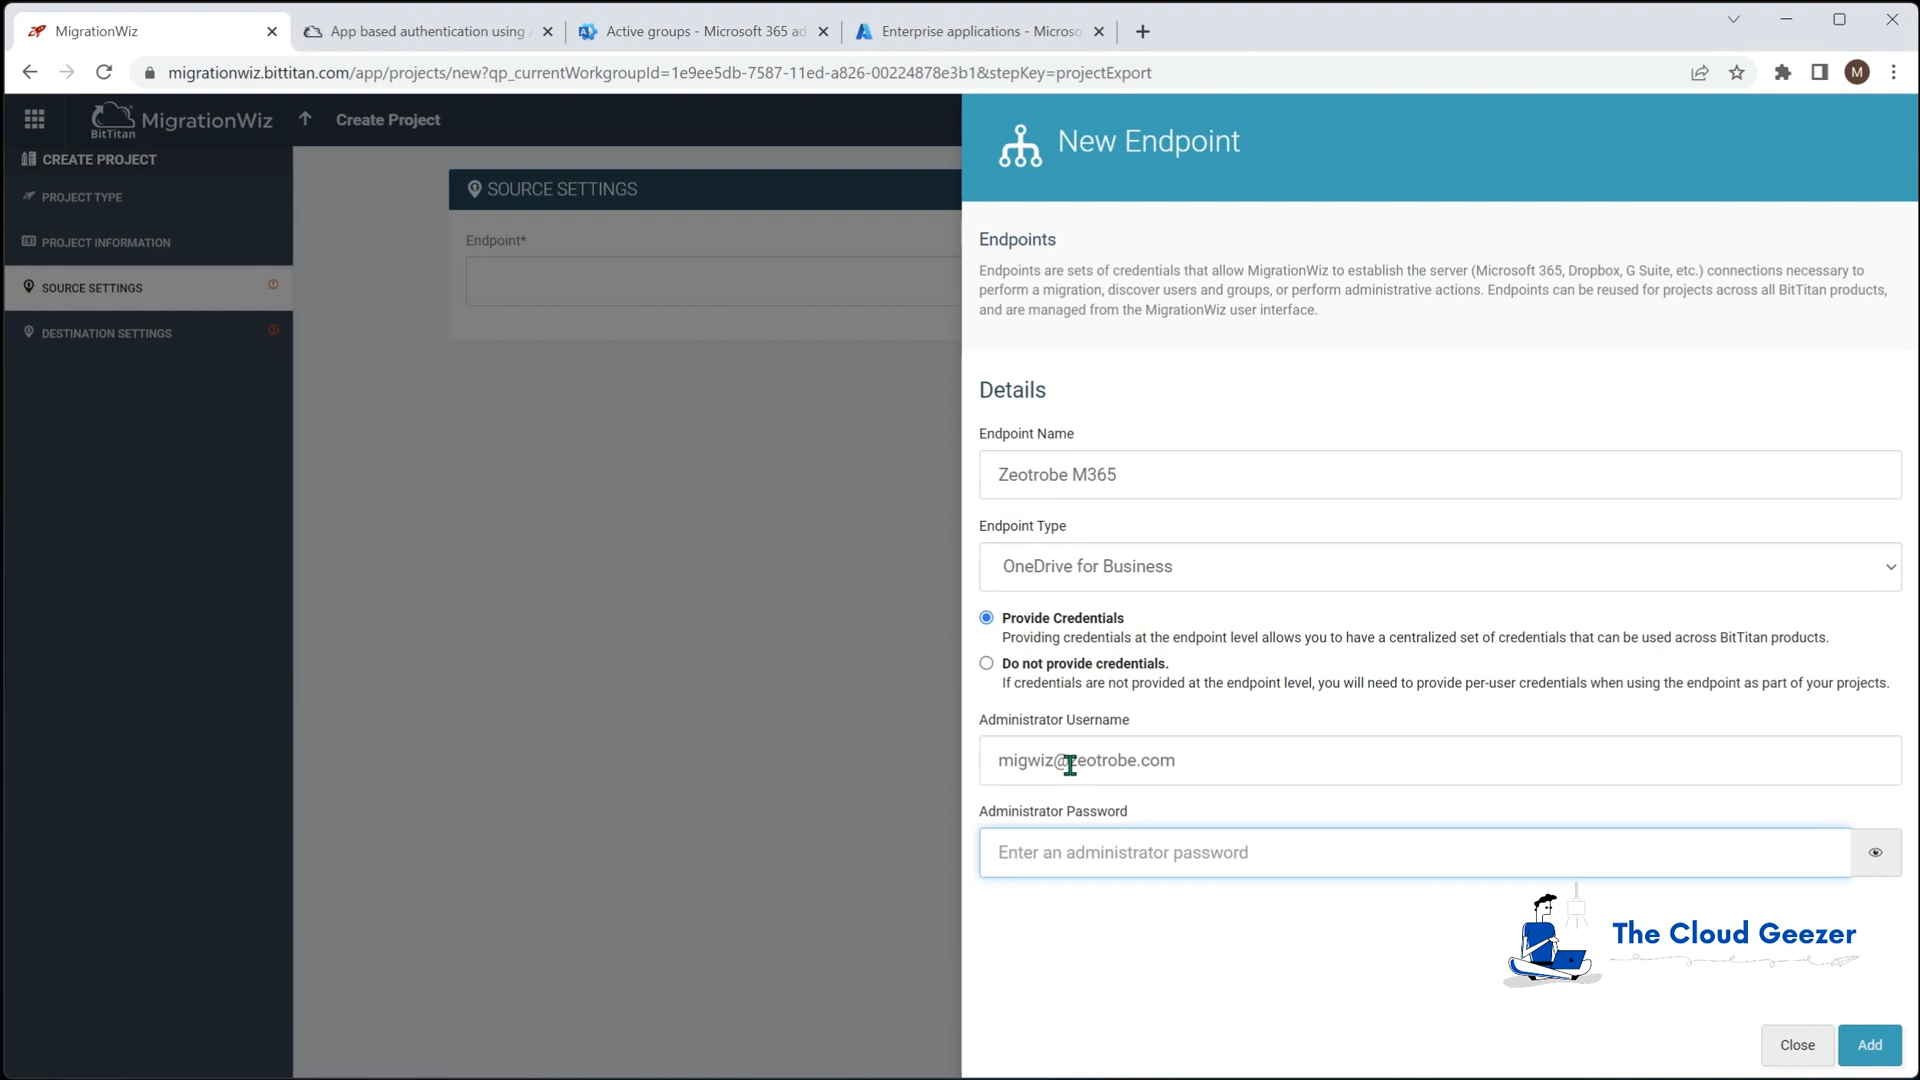 MigrationWiz
App based authentication using
Active groups - Microsoft 365 ad
Enterprise applications - Microso
migrationwiz.bittitan.com/app/projects/new?qp_currentWorkgroupId=1e9ee5db-7587-11ed-a826-00224878e3b1&stepKey=projectExport
M
BitTitan
MigrationWiz
Create Project
CREATE PROJECT
PROJECT TYPE
PROJECT INFORMATION
SOURCE SETTINGS
DESTINATION SETTINGS
SOURCE SETTINGS
Endpoint*
New Endpoint
Endpoints
Endpoints are sets of credentials that allow MigrationWiz to establish the server (Microsoft 365, Dropbox, G Suite, etc.) connections necessary to
perform a migration, discover users and groups, or perform administrative actions. Endpoints can be reused for projects across all BitTitan products,
and are managed from the MigrationWiz user interface.
Details
Endpoint Name
Zeotrobe M365
Endpoint Type
OneDrive for Business
Provide Credentials
Providing credentials at the endpoint level allows you to have a centralized set of credentials that can be used across BitTitan products.
Do not provide credentials.
If credentials are not provided at the endpoint level, you will need to provide per-user credentials when using the endpoint as part of your projects.
Administrator Username
migwiz@zeotrobe.com
Administrator Password
Enter an administrator password
The Cloud Geezer
Close
Add